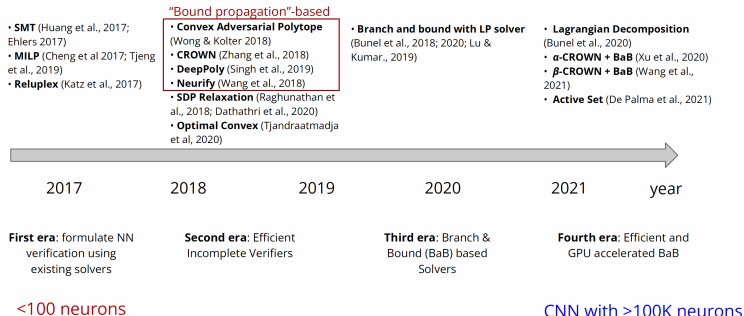 "Bound propagation"-based
• SMT (Huang et al., 2017;
Ehlers 2017)
• MILP (Cheng et al 2017; Tjeng
et al., 2019)
• Reluplex (Katz et al., 2017)
• Convex Adversarial Polytope
(Wong & Kolter 2018)
• CROWN (Zhang et al., 2018)
• DeepPoly (Singh et al., 2019)
• Neurify (Wang et al., 2018)
• SDP Relaxation (Raghunathan et
al., 2018; Dathathri et al., 2020)
• Optimal Convex (Tjandraatmadja
et al, 2020)
• Branch and bound with LP solver
(Bunel et al., 2018; 2020; Lu &
Kumar., 2019)
• Lagrangian Decomposition
(Bunel et al., 2020)
• α-CROWN + BaB (Xu et al., 2020)
• β-CROWN + BaB (Wang et al.,
2021)
• Active Set (De Palma et al., 2021)
2017 2018 2019 2020 2021 year
First era: formulate NN
verification using
existing solvers
Second era: Efficient
Incomplete Verifiers
Third era: Branch &
Bound (BaB) based
Solvers
Fourth era: Efficient and
GPU accelerated BaB
<100 neurons
CNN with >100K neurons